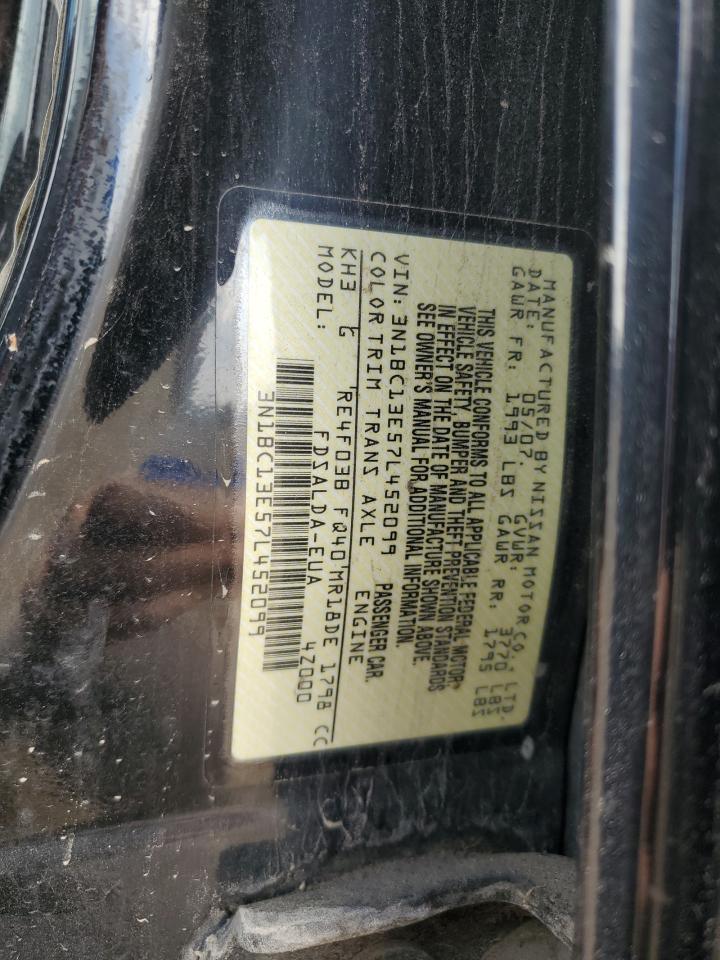 MANUFACTURED BY NISSAN MOTOR CO., LTD.
DATE: 05/07. GVWR: 3770 LBS
GAWR FR: 1993 LBS GAWR RR: 1795 LBS
THIS VEHICLE CONFORMS TO ALL APPLICABLE FEDERAL MOTOR
VEHICLE SAFETY, BUMPER AND THEFT PREVENTION STANDARDS
IN EFFECT ON THE DATE OF MANUFACTURE SHOWN ABOVE.
SEE OWNER'S MANUAL FOR ADDITIONAL INFORMATION.
VIN: 3N1BC13E57L452099 PASSENGER CAR.
COLOR TRIM TRANS AXLE ENGINE
KH3 G RE4F03B FQ40 MR18DE 1798 CC
MODEL: FDSALDA-EUA 4Z000
3N1BC13E57L452099